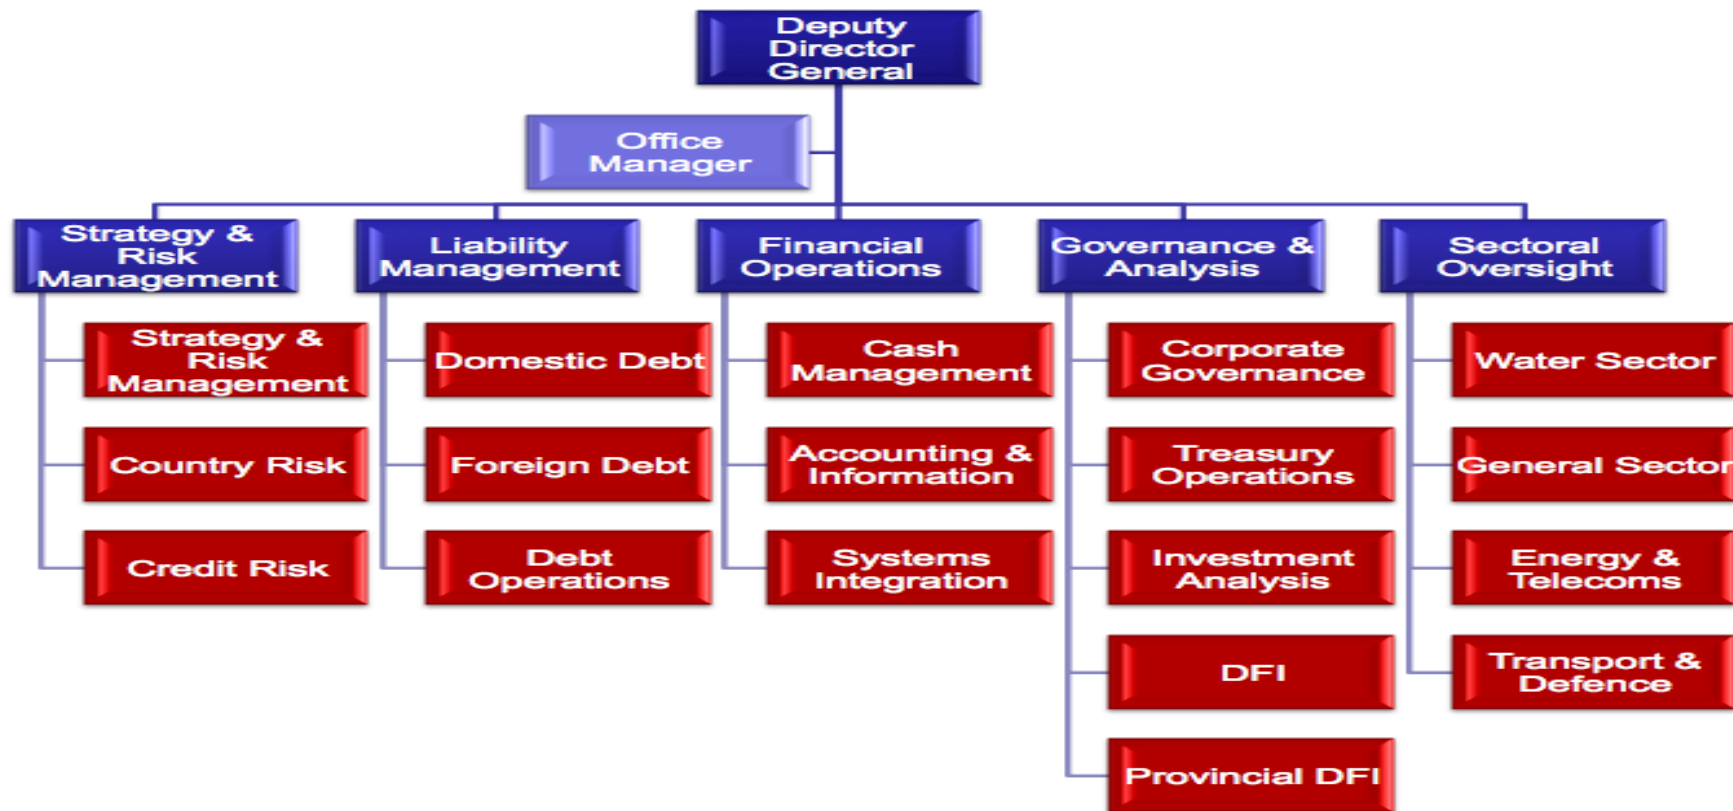 Deputy
Director
General
Office
Manager
Strategy &
Risk
Management
Liability
Management
Financial
Operations
Governance &
Analysis
Sectoral
Oversight
Strategy &
Risk
Management
Domestic Debt
Cash
Management
Corporate
Governance
Water Sector
Country Risk
Foreign Debt
Accounting &
Information
Treasury
Operations
General Sector
Credit Risk
Debt
Operations
Systems
Integration
Investment
Analysis
Energy &
Telecoms
DFI
Transport &
Defence
Provincial DFI